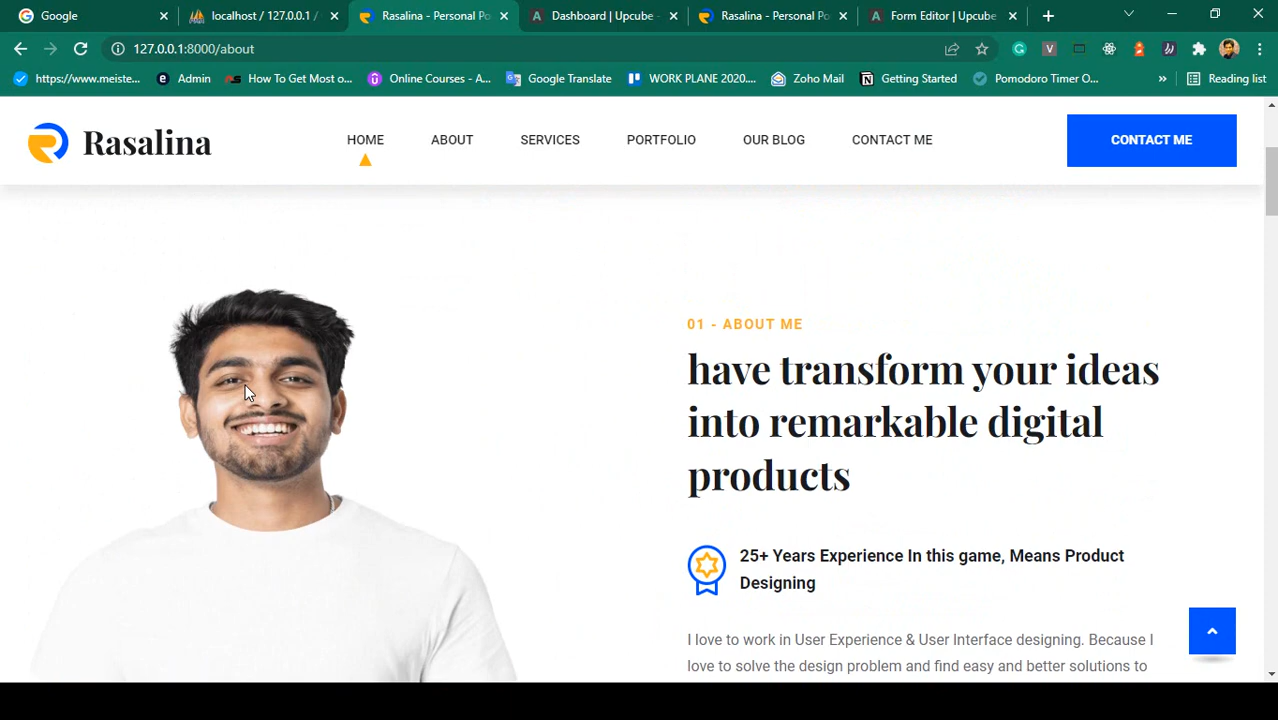 Google
localhost / 127.0.0.1 /
Rasalina - Personal Po
Dashboard | Upcube -
Rasalina - Personal Po
Form Editor | Upcube
127.0.0.1:8000/about
https://www.meiste...
Admin
How To Get Most o...
Online Courses - A...
Google Translate
WORK PLANE 2020....
Zoho Mail
Getting Started
Pomodoro Timer O...
»
Reading list
Rasalina
HOME
ABOUT
SERVICES
PORTFOLIO
OUR BLOG
CONTACT ME
CONTACT ME
01 - ABOUT ME
have transform your ideas
into remarkable digital
products
25+ Years Experience In this game, Means Product
Designing
I love to work in User Experience & User Interface designing. Because I
love to solve the design problem and find easy and better solutions to